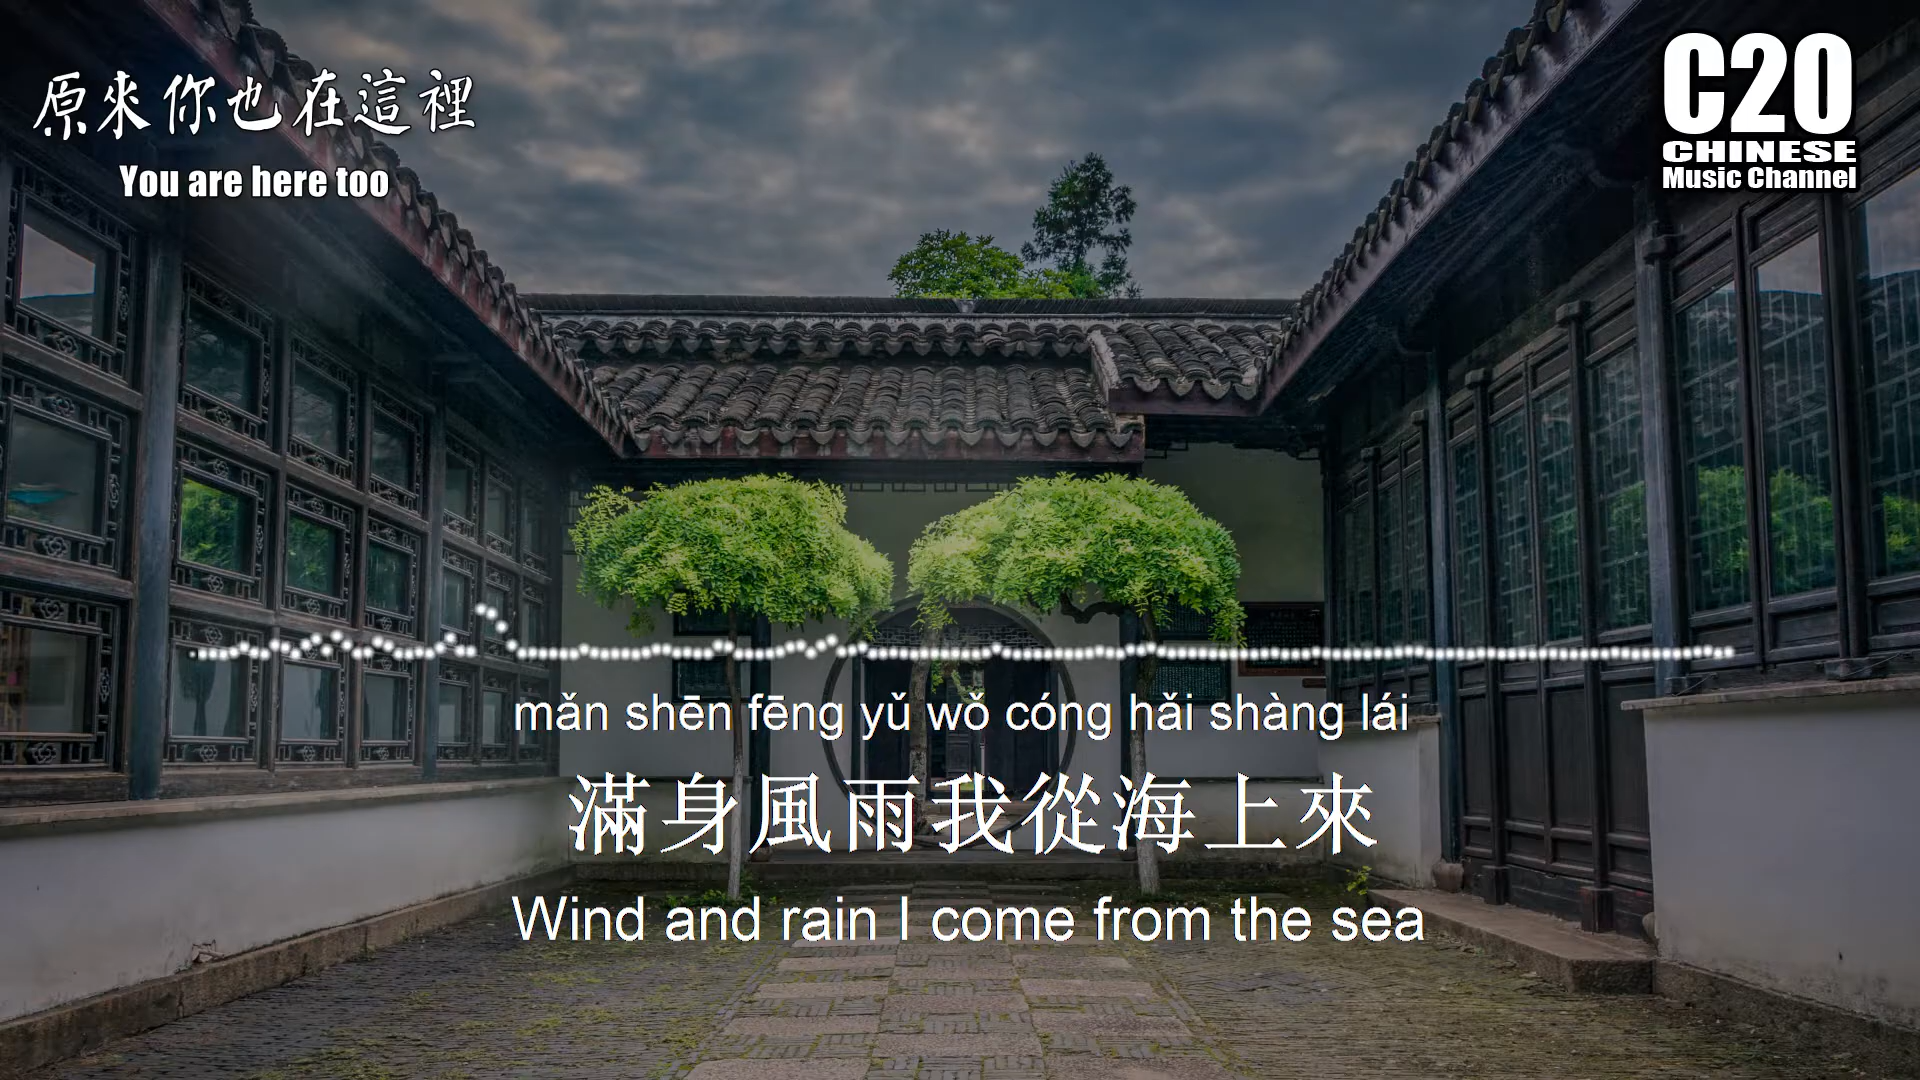 原來你也在這裡
You are here too
C20
CHINESE
Music Channel
mǎn shēn fēng yǔ wǒ cóng hǎi shàng lái
滿身風雨我從海上來
Wind and rain I come from the sea